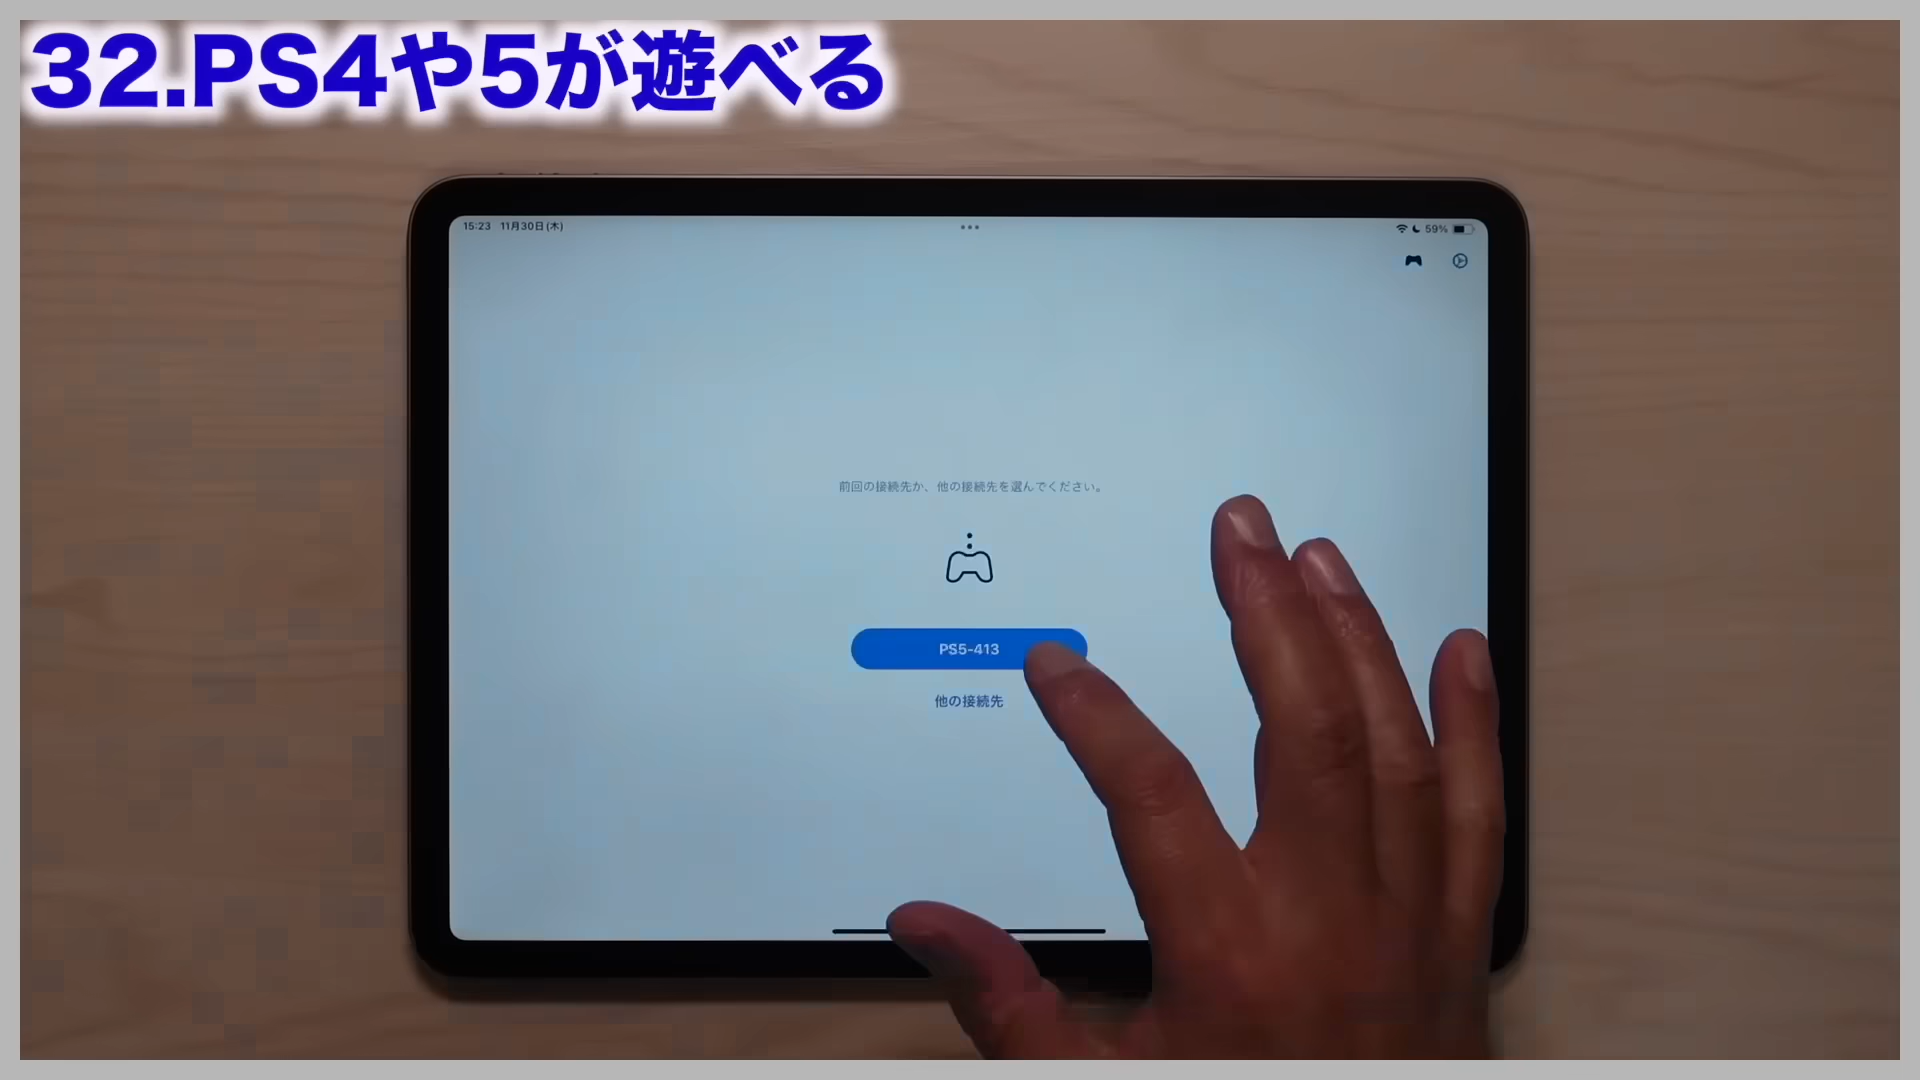 32.PS4や5が遊べる
15:23 11月30日(木)
59%
前回の接続先か、他の接続先を選んでください。
PS5-413
他の接続先